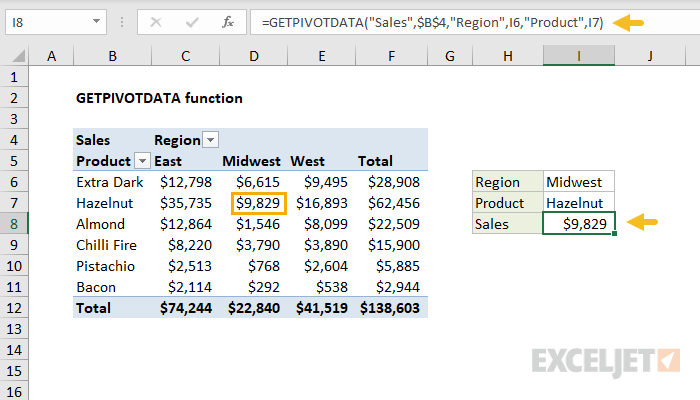 I8 fx =GETPIVOTDATA("Sales",$B$4,"Region",I6,"Product",I7)
A B C D E F G H I J
1
2 GETPIVOTDATA function
3
4 Sales Region
5 Product East Midwest West Total
6 Extra Dark $12,798 $6,615 $9,495 $28,908 Region Midwest
7 Hazelnut $35,735 $9,829 $16,893 $62,456 Product Hazelnut
8 Almond $12,864 $1,546 $8,099 $22,509 Sales $9,829
9 Chilli Fire $8,220 $3,790 $3,890 $15,900
10 Pistachio $2,513 $768 $2,604 $5,885
11 Bacon $2,114 $292 $538 $2,944
12 Total $74,244 $22,840 $41,519 $138,603
13
14
15
16
EXCELJET